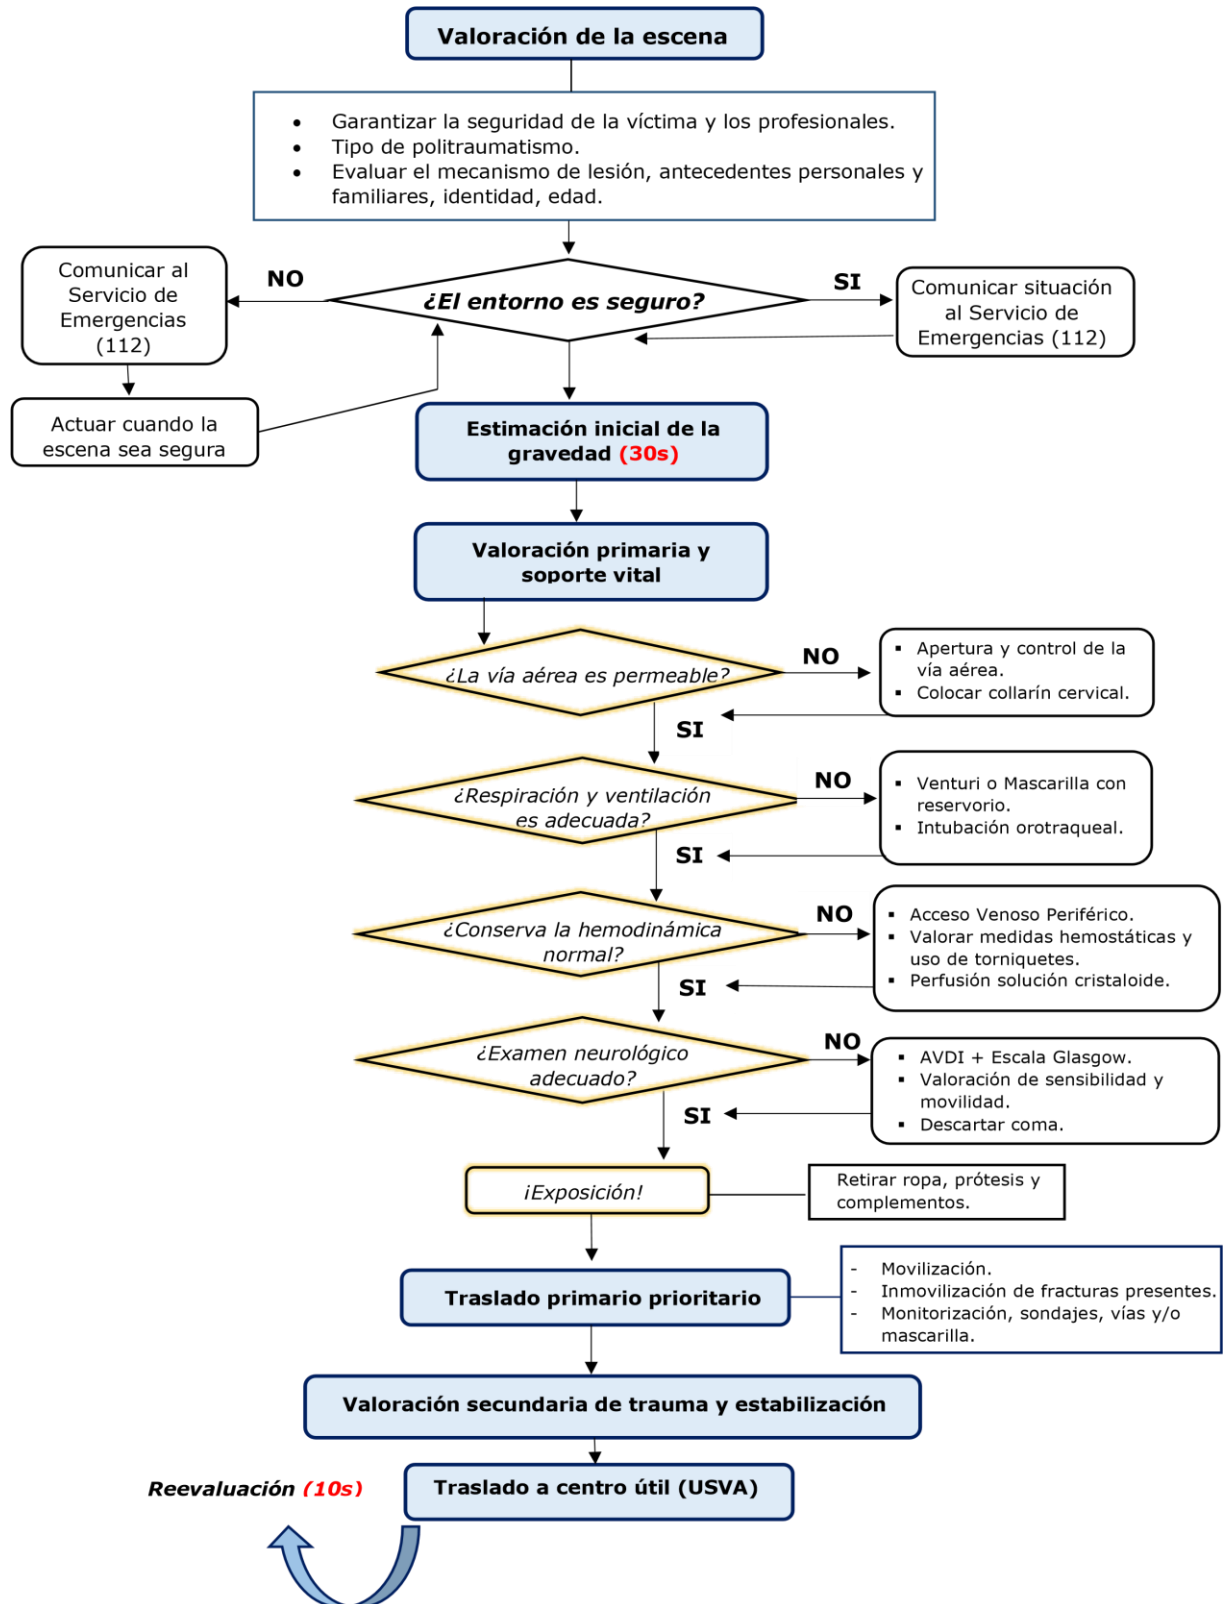 Valoración de la escena
• Garantizar la seguridad de la víctima y los profesionales.
• Tipo de politraumatismo.
• Evaluar el mecanismo de lesión, antecedentes personales y
familiares, identidad, edad.
Comunicar al
Servicio de
Emergencias
(112)
NO
¿El entorno es seguro?
SI
Comunicar situación
al Servicio de
Emergencias (112)
Actuar cuando la
escena sea segura
Estimación inicial de la
gravedad (30s)
Valoración primaria y
soporte vital
¿La vía aérea es permeable?
NO
▪ Apertura y control de la
vía aérea.
▪ Colocar collarín cervical.
SI
¿Respiración y ventilación
es adecuada?
NO
▪ Venturi o Mascarilla con
reservorio.
▪ Intubación orotraqueal.
SI
¿Conserva la hemodinámica
normal?
NO
▪ Acceso Venoso Periférico.
▪ Valorar medidas hemostáticas y
uso de torniquetes.
▪ Perfusión solución cristaloide.
SI
¿Examen neurológico
adecuado?
NO
▪ AVDI + Escala Glasgow.
▪ Valoración de sensibilidad y
movilidad.
▪ Descartar coma.
SI
¡Exposición!
Retirar ropa, prótesis y
complementos.
Traslado primario prioritario
- Movilización.
- Inmovilización de fracturas presentes.
- Monitorización, sondajes, vías y/o
mascarilla.
Valoración secundaria de trauma y estabilización
Reevaluación (10s)
Traslado a centro útil (USVA)